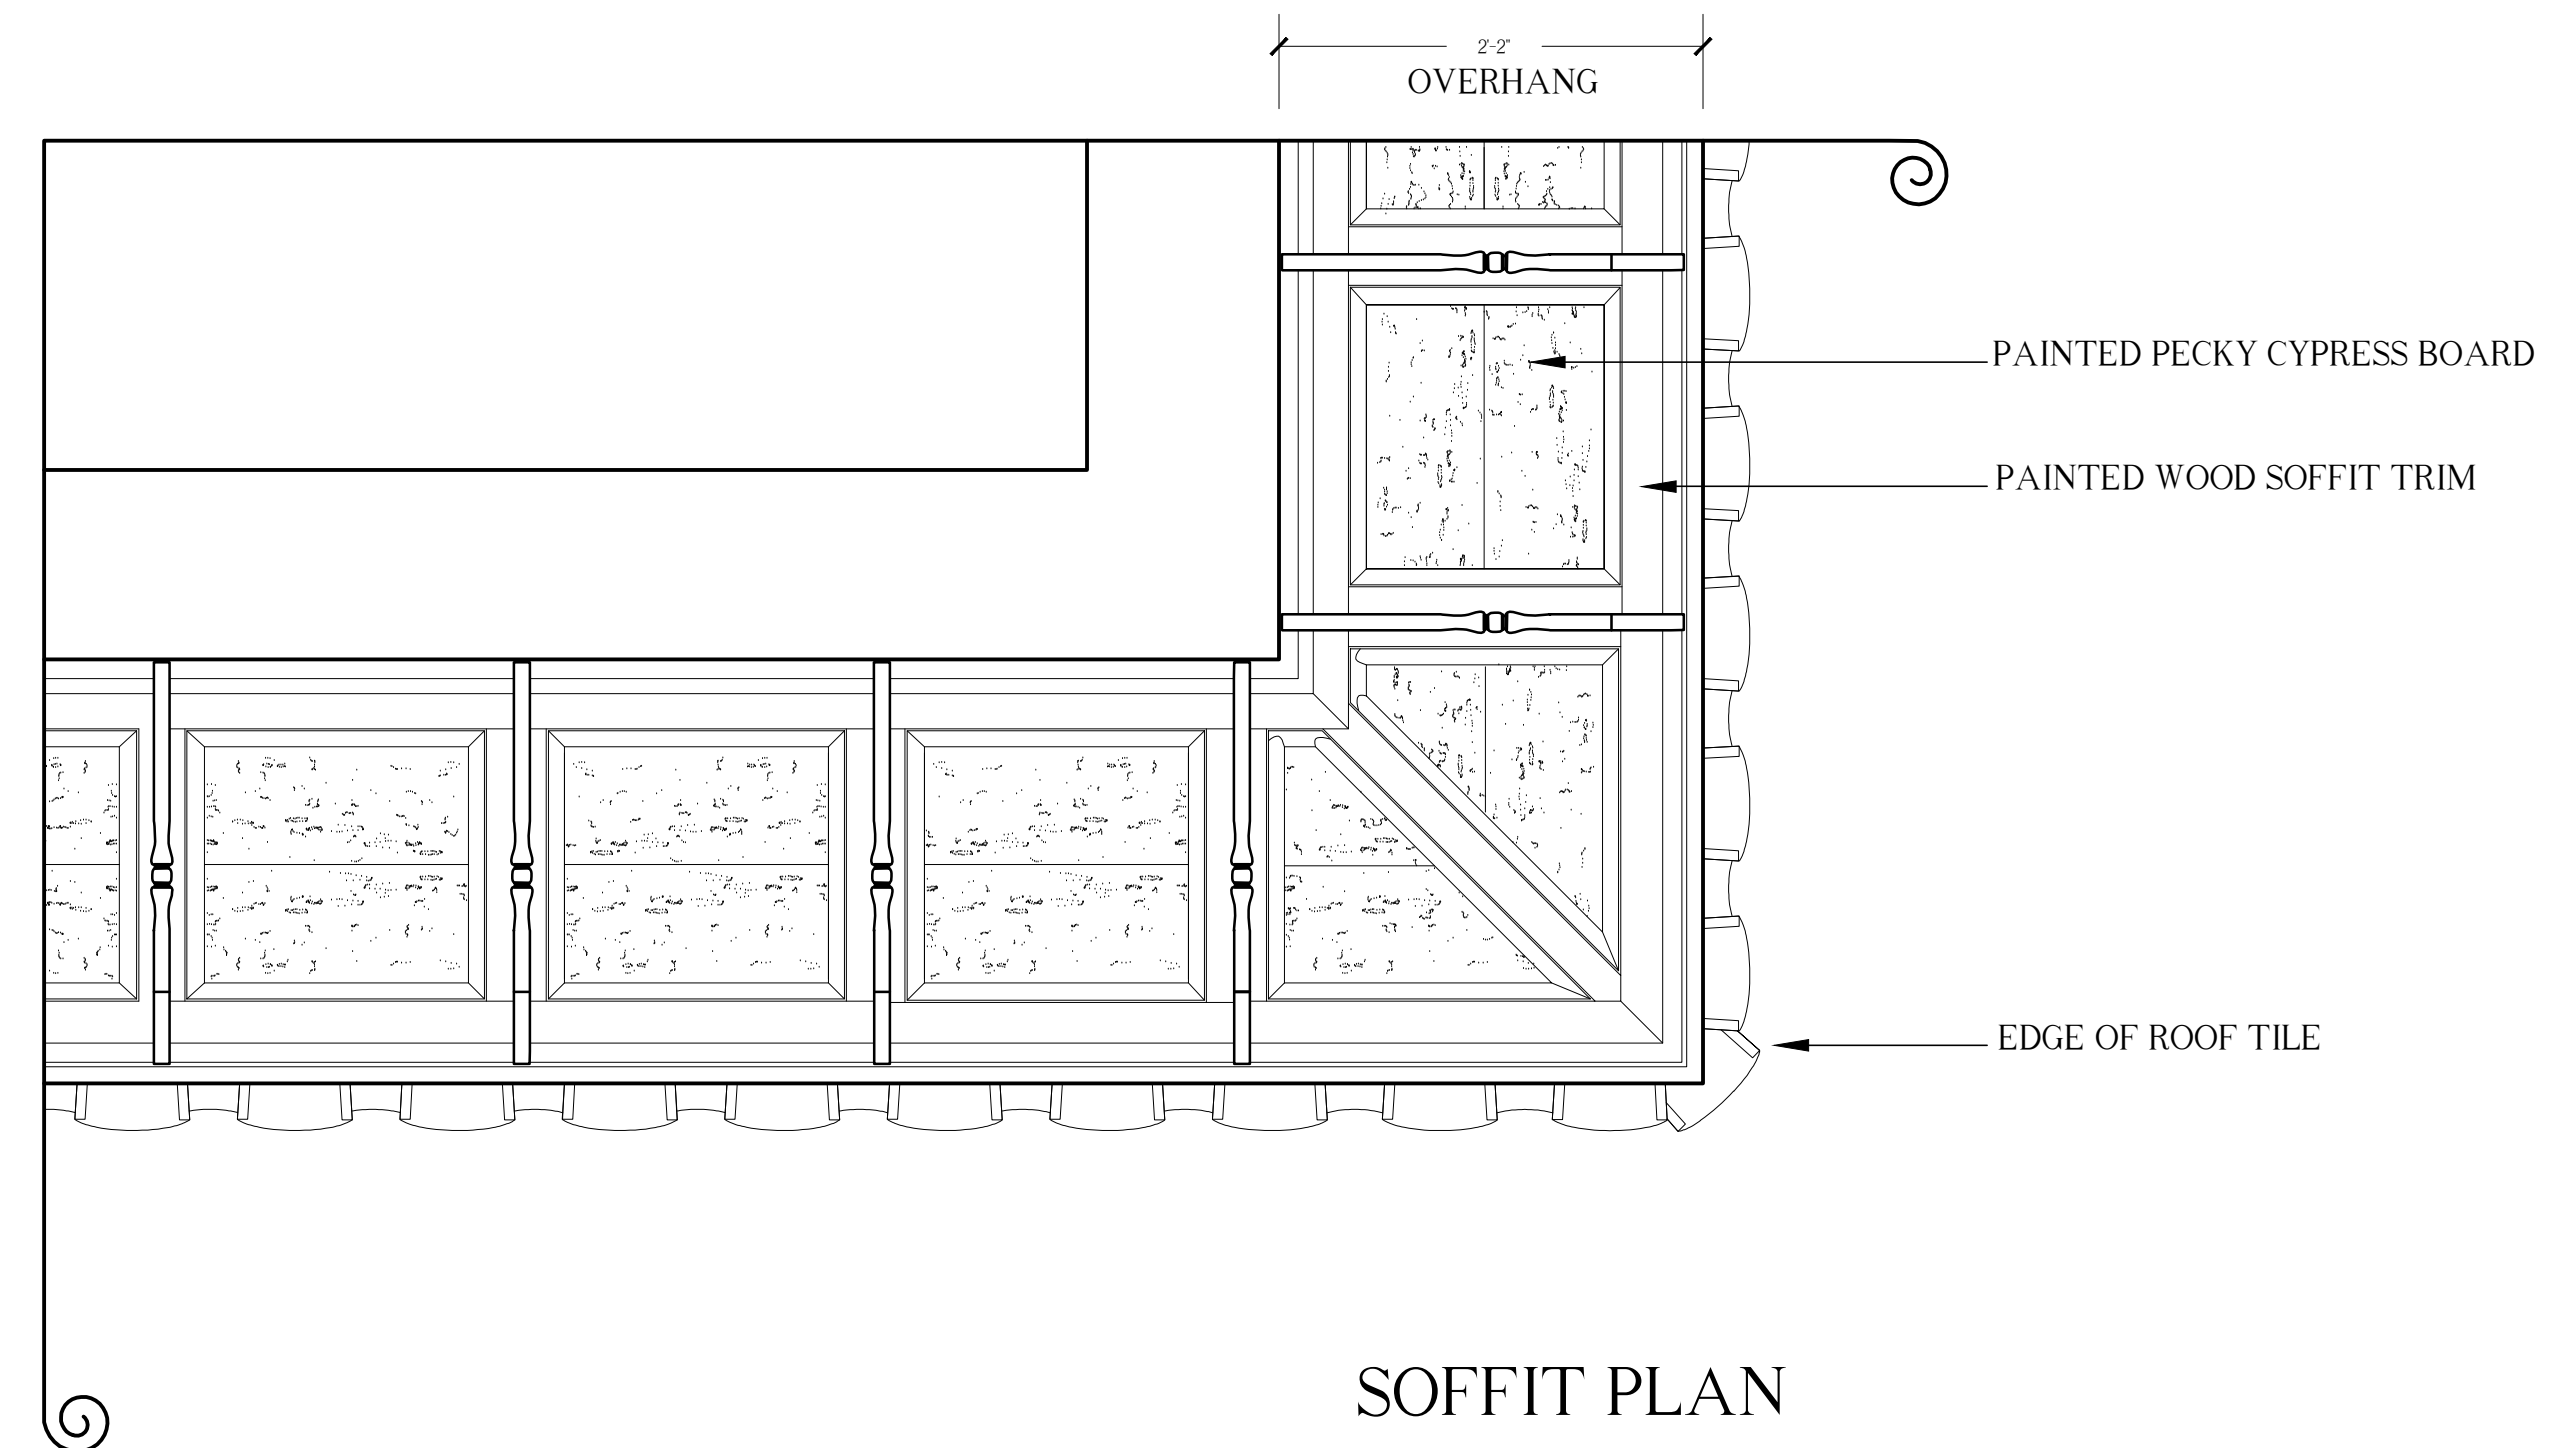 2'-2"
OVERHANG
PAINTED PECKY CYPRESS BOARD
PAINTED WOOD SOFFIT TRIM
EDGE OF ROOF TILE
SOFFIT PLAN